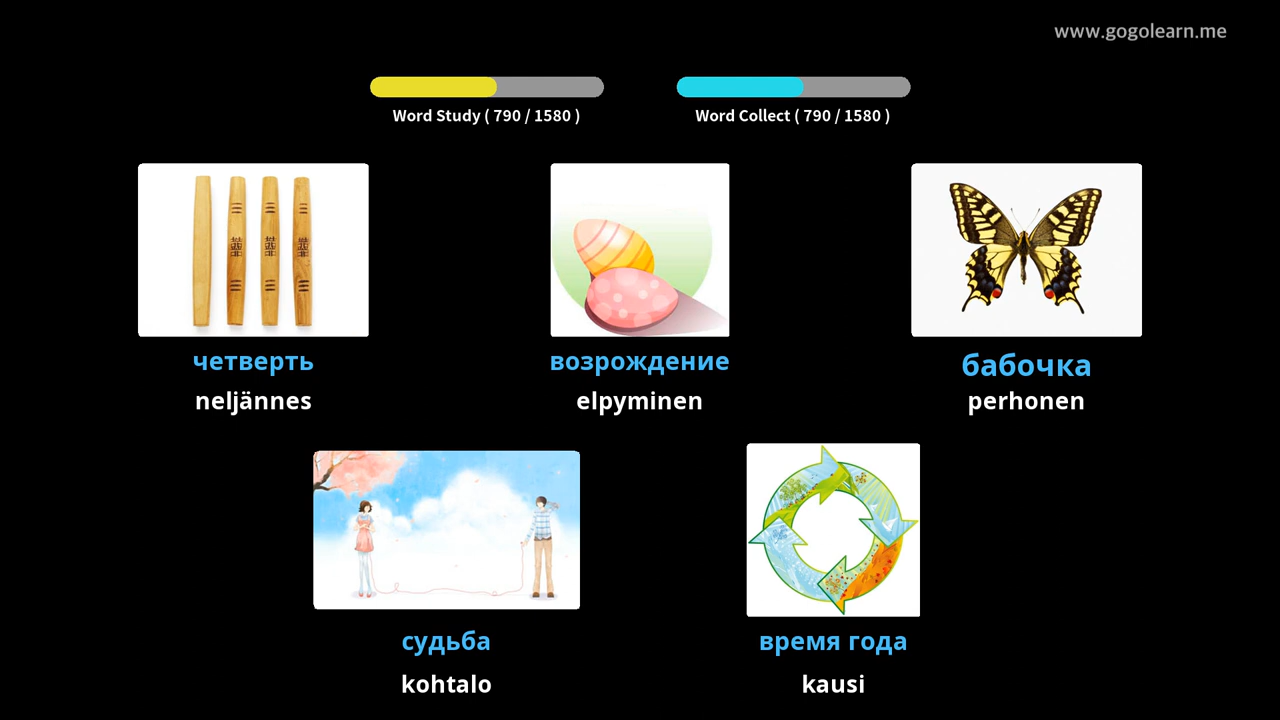 www.gogolearn.me
Word Study ( 790 / 1580 )
Word Collect ( 790 / 1580 )
четверть
neljännes
возрождение
elpyminen
бабочка
perhonen
судьба
kohtalo
время года
kausi